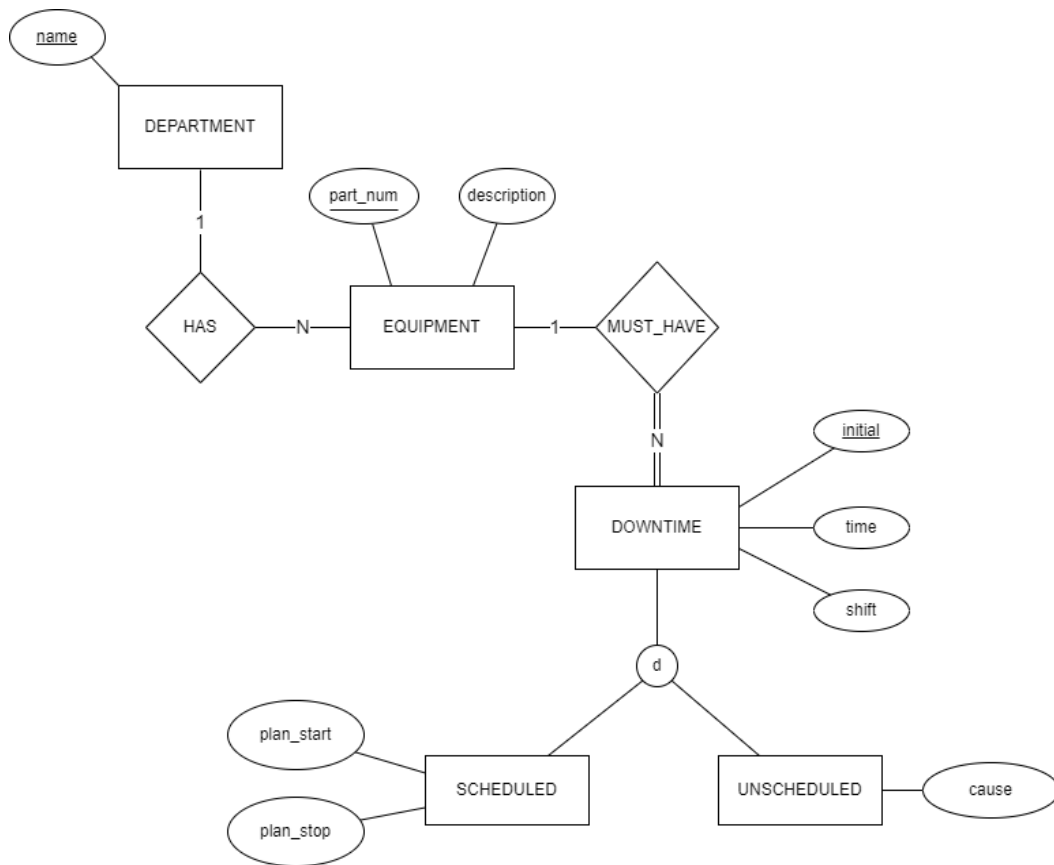 name
DEPARTMENT
1
part_num
description
HAS
N
EQUIPMENT
1
MUST_HAVE
N
initial
DOWNTIME
time
shift
d
plan_start
SCHEDULED
UNSCHEDULED
cause
plan_stop